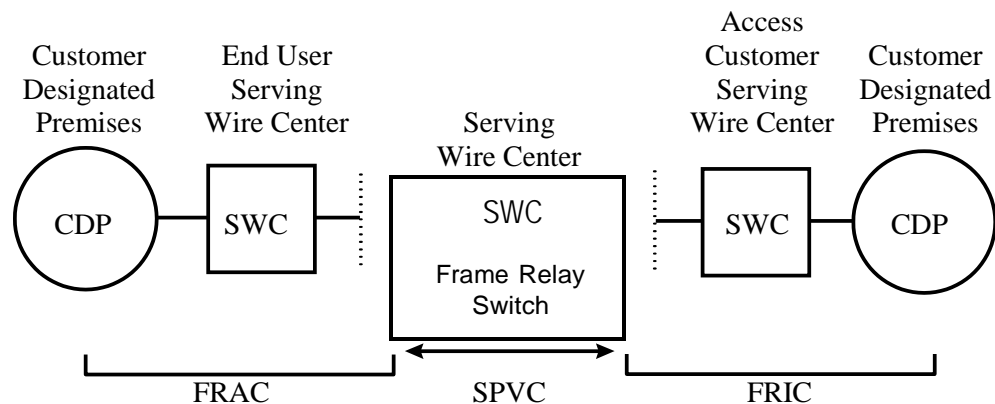 Customer
Designated
Premises
End User
Serving
Wire Center
Serving
Wire Center
Access
Customer
Serving
Wire Center
Customer
Designated
Premises
CDP
SWC
SWC
Frame Relay
Switch
SWC
CDP
FRAC
SPVC
FRIC